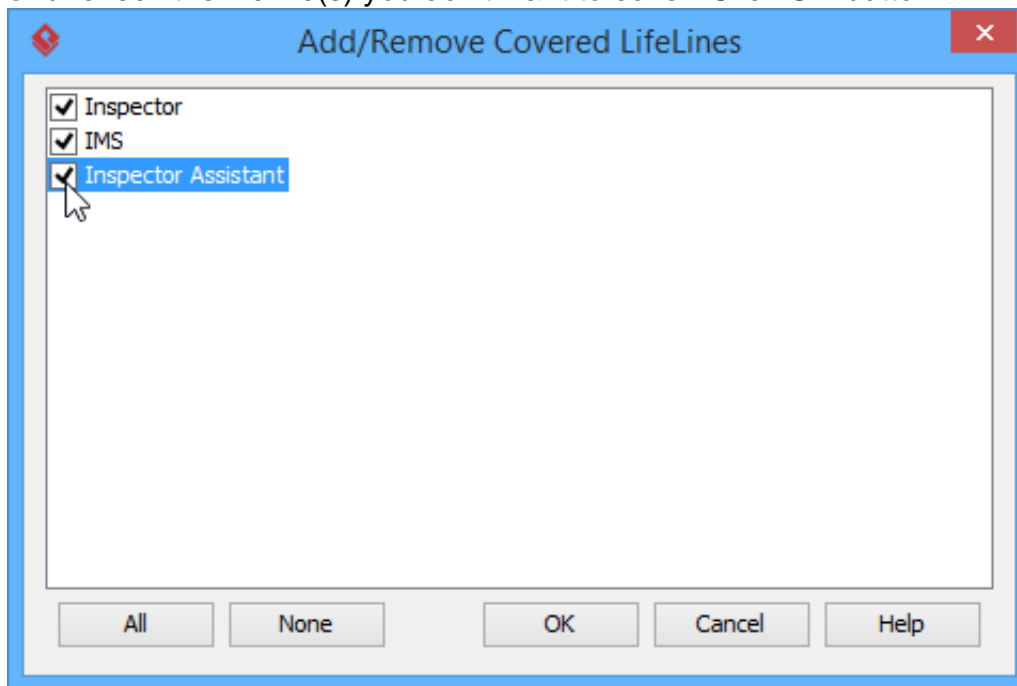 Add/Remove Covered LifeLines
Inspector
IMS
Inspector Assistant
All None OK Cancel Help